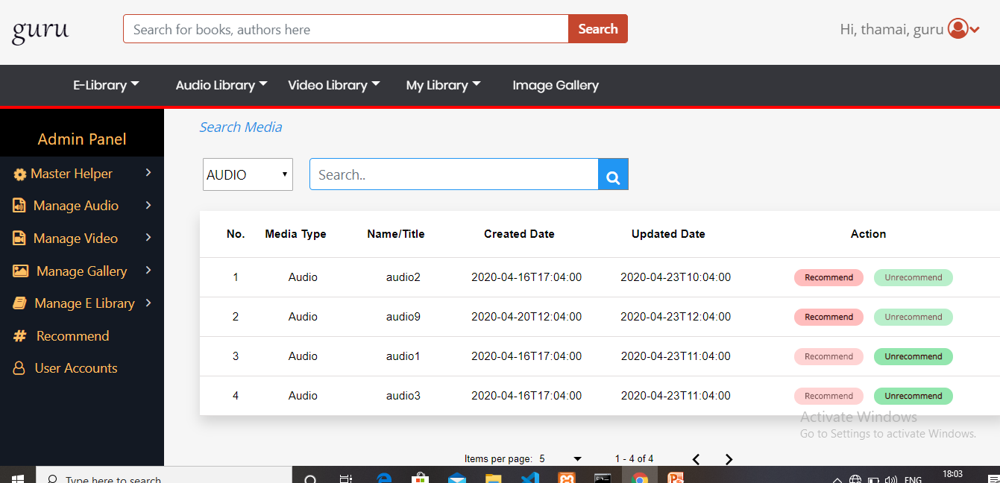 guru
Search for books, authors here
Search
Hi, thamai, guru
E-Library Audio Library Video Library My Library Image Gallery
Admin Panel
Master Helper
Manage Audio
Manage Video
Manage Gallery
Manage E Library
Recommend
User Accounts
Search Media
AUDIO
Search..
No. Media Type Name/Title Created Date Updated Date Action
1 Audio audio2 2020-04-16T17:04:00 2020-04-23T10:04:00 Recommend Unrecommend
2 Audio audio9 2020-04-20T12:04:00 2020-04-23T12:04:00 Recommend Unrecommend
3 Audio audio1 2020-04-16T17:04:00 2020-04-23T11:04:00 Recommend Unrecommend
4 Audio audio3 2020-04-16T17:04:00 2020-04-23T11:04:00 Recommend Unrecommend
Activate Windows
Go to Settings to activate Windows.
Items per page: 5 1 - 4 of 4
Type here to search
ENG
18:03